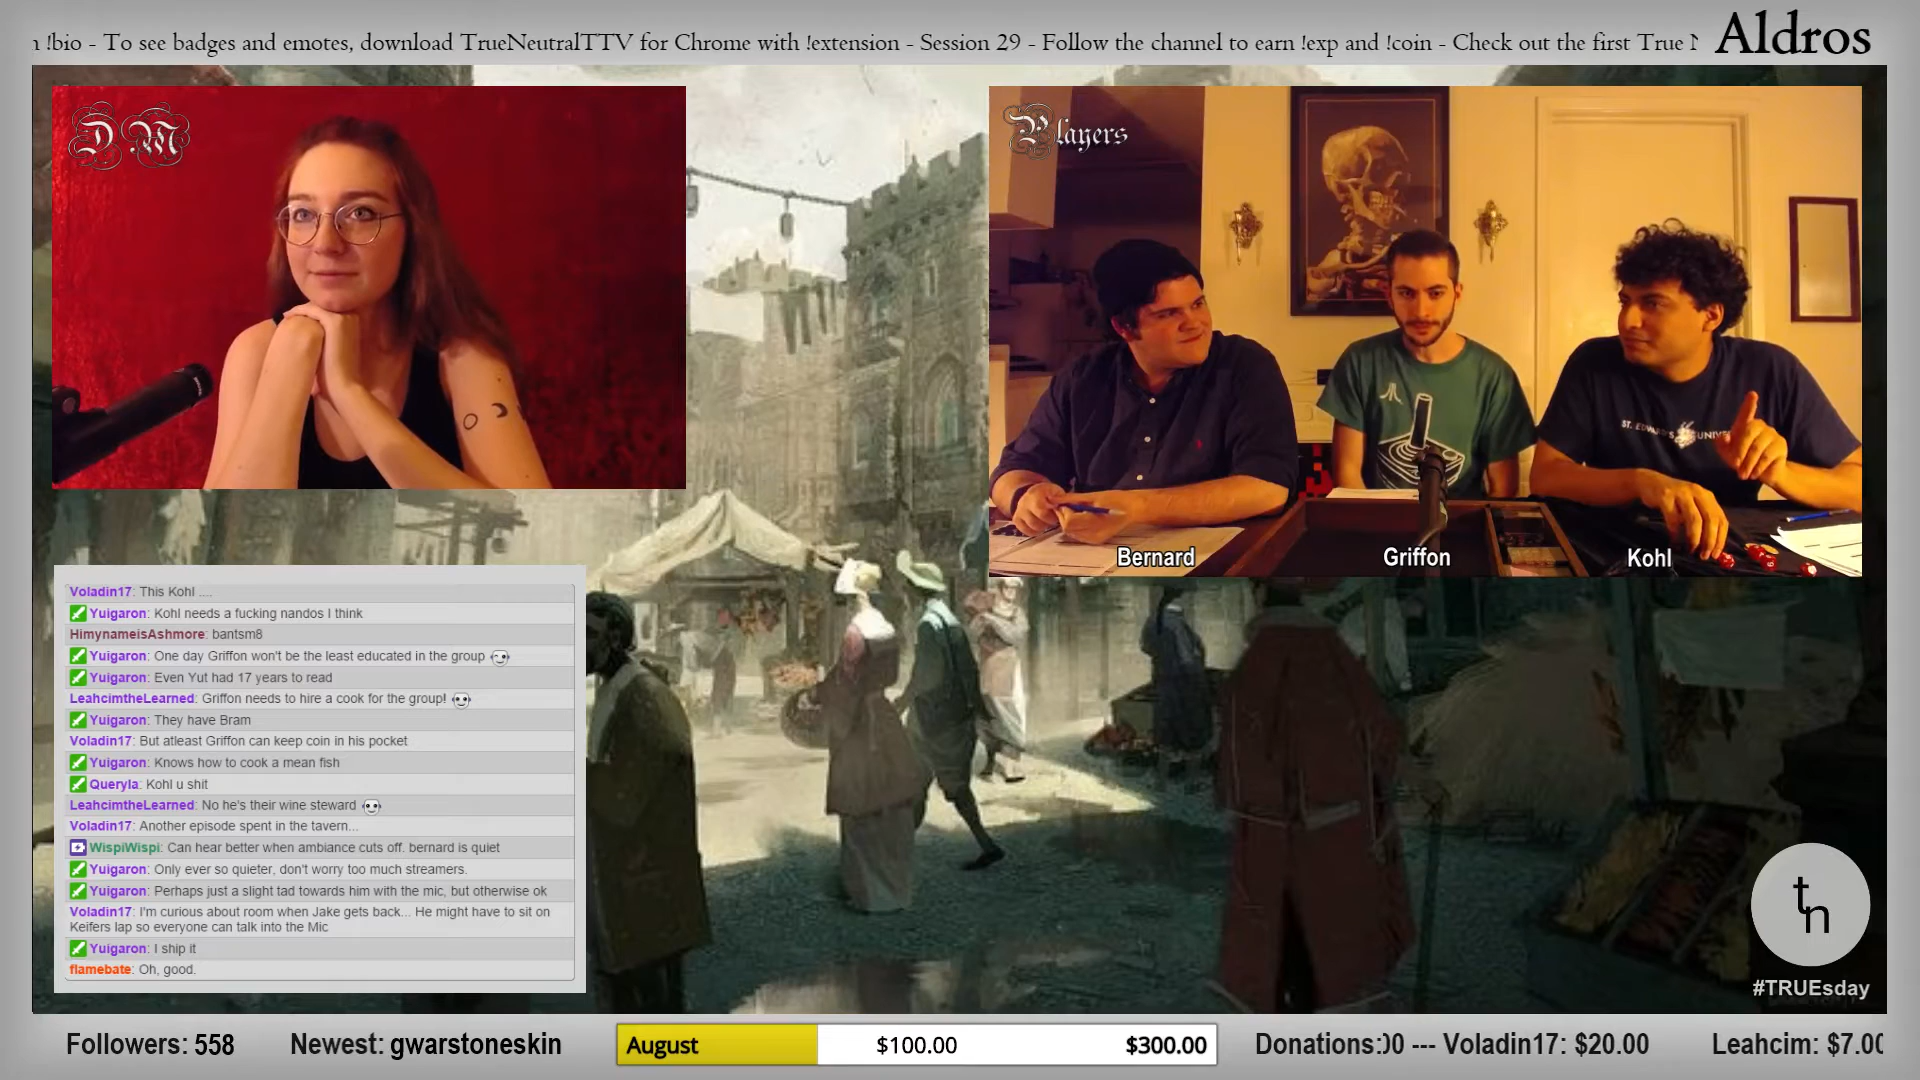 !bio - To see badges and emotes, download TrueNeutralTTV for Chrome with !extension - Session 29 - Follow the channel to earn !exp and !coin - Check out the first True
Aldros
D.M
Players
ST. EDWARD'S UNIV
Bernard
Griffon
Kohl
Voladin17: This Kohl ....
Yuigaron: Kohl needs a fucking nandos I think
HimynameisAshmore: bantsm8
Yuigaron: One day Griffon won't be the least educated in the group
Yuigaron: Even Yut had 17 years to read
LeahcimtheLearned: Griffon needs to hire a cook for the group!
Yuigaron: They have Bram
Voladin17: But atleast Griffon can keep coin in his pocket
Yuigaron: Knows how to cook a mean fish
Queryla: Kohl u shit
LeahcimtheLearned: No he's their wine steward
Voladin17: Another episode spent in the tavern...
WispiWispi: Can hear better when ambiance cuts off. bernard is quiet
Yuigaron: Only ever so quieter, don't worry too much streamers.
Yuigaron: Perhaps just a slight tad towards him with the mic, but otherwise ok
Voladin17: I'm curious about room when Jake gets back... He might have to sit on
Keifers lap so everyone can talk into the Mic
Yuigaron: I ship it
flamebate: Oh, good.
tn
#TRUEsday
Followers: 558
Newest: gwarstoneskin
August
$100.00
$300.00
Donations: 00 --- Voladin17: $20.00
Leahcim: $7.00